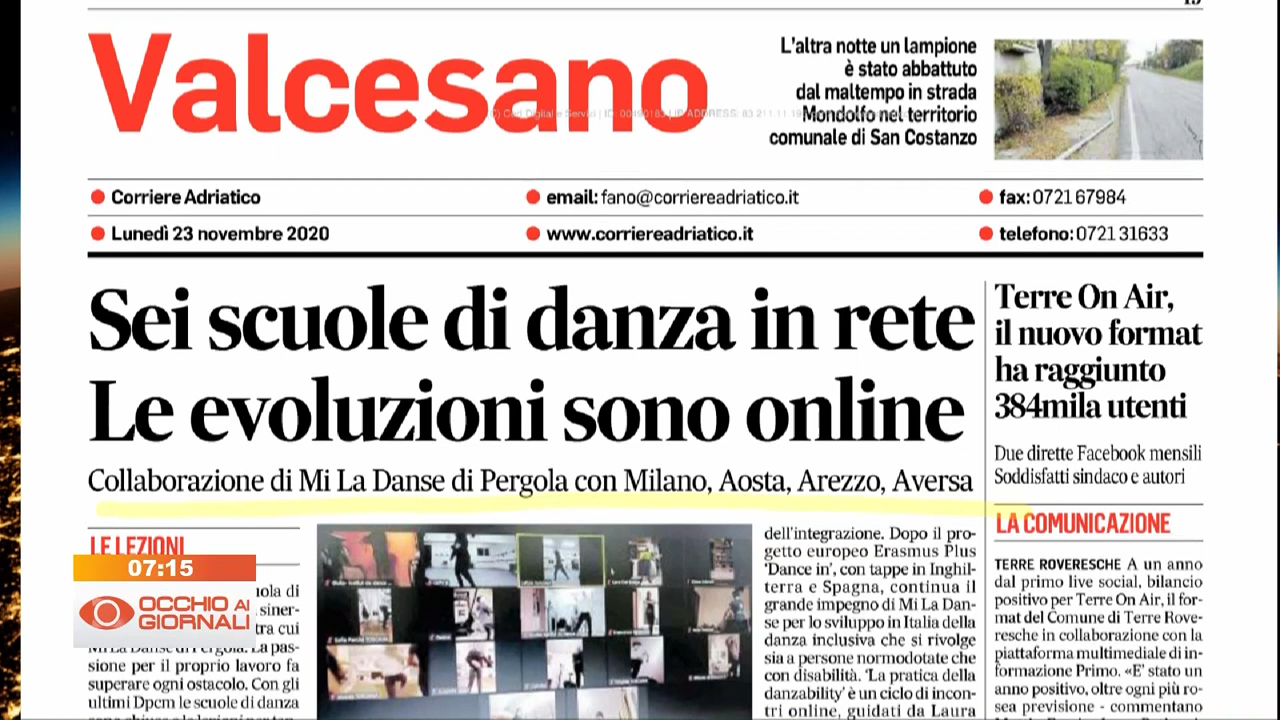 Valcesano
L'altra notte un lampione
è stato abbattuto
dal maltempo in strada
Mondolfo nel territorio
comunale di San Costanzo
Corriere Adriatico
email: fano@corriereadriatico.it
fax: 0721 67984
Lunedì 23 novembre 2020
www.corriereadriatico.it
telefono: 0721 31633
Sei scuole di danza in rete
Le evoluzioni sono online
Collaborazione di Mi La Danse di Pergola con Milano, Aosta, Arezzo, Aversa
LE LEZIONI
uola di
siner-
tra cui
Mi La Danse di Pergola. La pas-
sione per il proprio lavoro fa
superare ogni ostacolo. Con gli
ultimi Dpcm le scuole di danza
dell'integrazione. Dopo il pro-
getto europeo Erasmus Plus
'Dance in', con tappe in Inghil-
terra e Spagna, continua il
grande impegno di Mi La Dan-
se per lo sviluppo in Italia della
danza inclusiva che si rivolge
sia a persone normodotate che
con disabilità. 'La pratica della
danzability' è un ciclo di incon-
tri online, guidati da Laura
Terre On Air,
il nuovo format
ha raggiunto
384mila utenti
Due dirette Facebook mensili
Soddisfatti sindaco e autori
LA COMUNICAZIONE
TERRE ROVERESCHE A un anno
dal primo live social, bilancio
positivo per Terre On Air, il for-
mat del Comune di Terre Rove-
resche in collaborazione con la
piattaforma multimediale di in-
formazione Primo. «E' stato un
anno positivo, oltre ogni più ro-
sea previsione - commentano
07:15
OCCHIO AI
GIORNALI